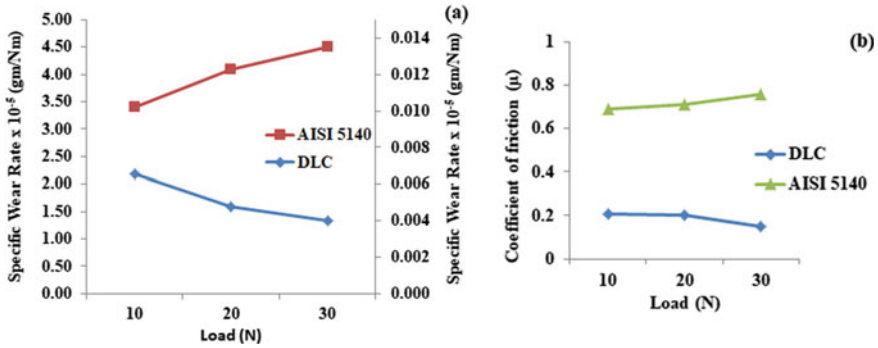 (a)
Specific Wear Rate x 10-5 (gm/Nm)
5.00
4.50
4.00
3.50
3.00
2.50
2.00
1.50
1.00
0.50
0.00
AISI 5140
DLC
0.014
0.012
0.010
0.008
0.006
0.004
0.002
0.000
Specific Wear Rate x 10-5 (gm/Nm)
10 20 30
Load (N)
(b)
Coefficient of friction (μ)
1
0.8
0.6
0.4
0.2
0
DLC
AISI 5140
10 20 30
Load (N)